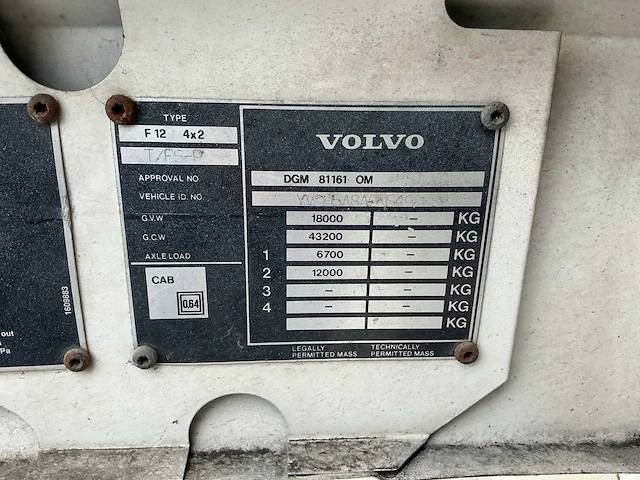 TYPE
F 12 4x2
VOLVO
APPROVAL NO.
DGM 81161 OM
VEHICLE ID. NO.
G.V.W 18000 – KG
G.C.W 43200 – KG
AXLE LOAD 1 6700 – KG
2 12000 – KG
3 – – KG
4 – – KG
KG
CAB
0,64
LEGALLY PERMITTED MASS
TECHNICALLY PERMITTED MASS
1609883
out
Pa